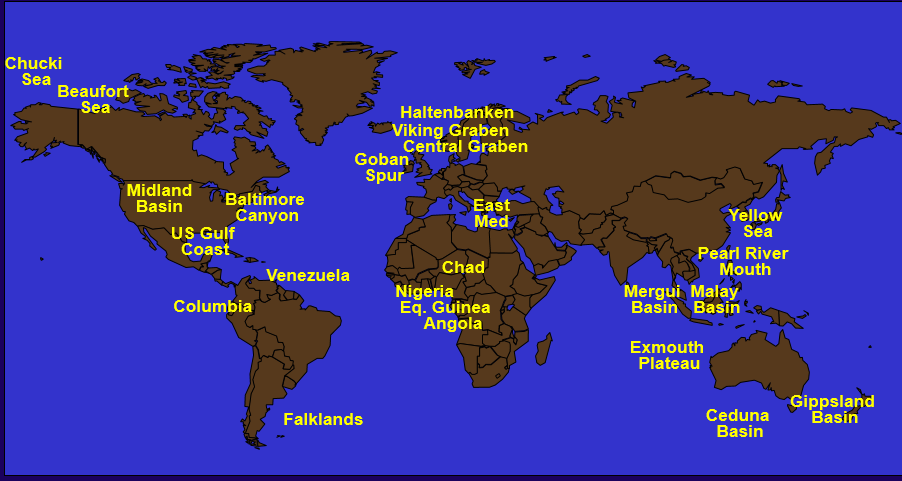 Chucki
Sea
Beaufort
Sea
Haltenbanken
Viking Graben
Central Graben
Goban
Spur
Midland
Basin
Baltimore
Canyon
East
Med
US Gulf
Coast
Yellow
Sea
Pearl River
Mouth
Venezuela
Chad
Columbia
Nigeria
Eq. Guinea
Angola
Mergui
Basin
Malay
Basin
Exmouth
Plateau
Falklands
Ceduna
Basin
Gippsland
Basin